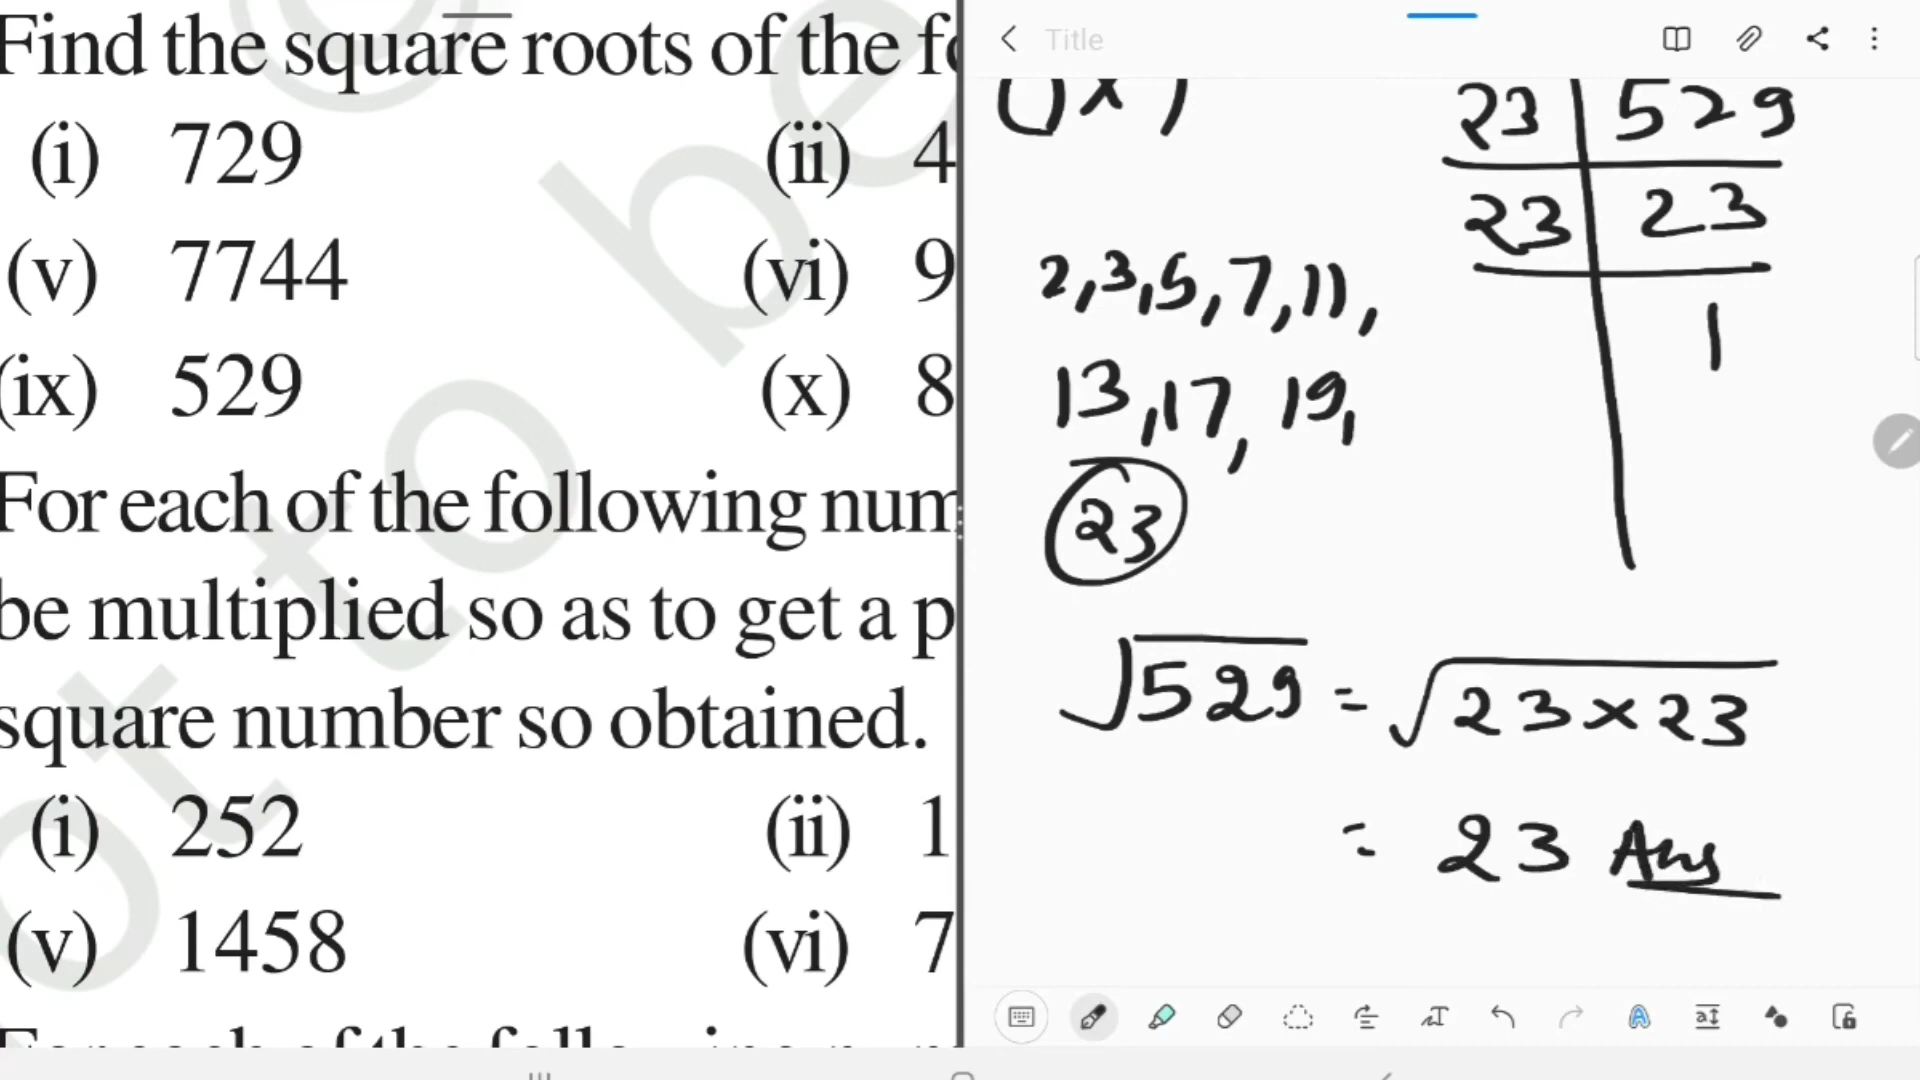 Find the square roots of the
(i) 729 (ii) 4
(v) 7744 (vi) 9
(ix) 529 (x) 8
For each of the following num
be multiplied so as to get a p
square number so obtained.
(i) 252 (ii) 1
(v) 1458 (vi) 7
Title
23 | 529
23 | 23
1
2,3,5,7,11,
13,17,19,
23
√529 = √23×23
= 23 Ans